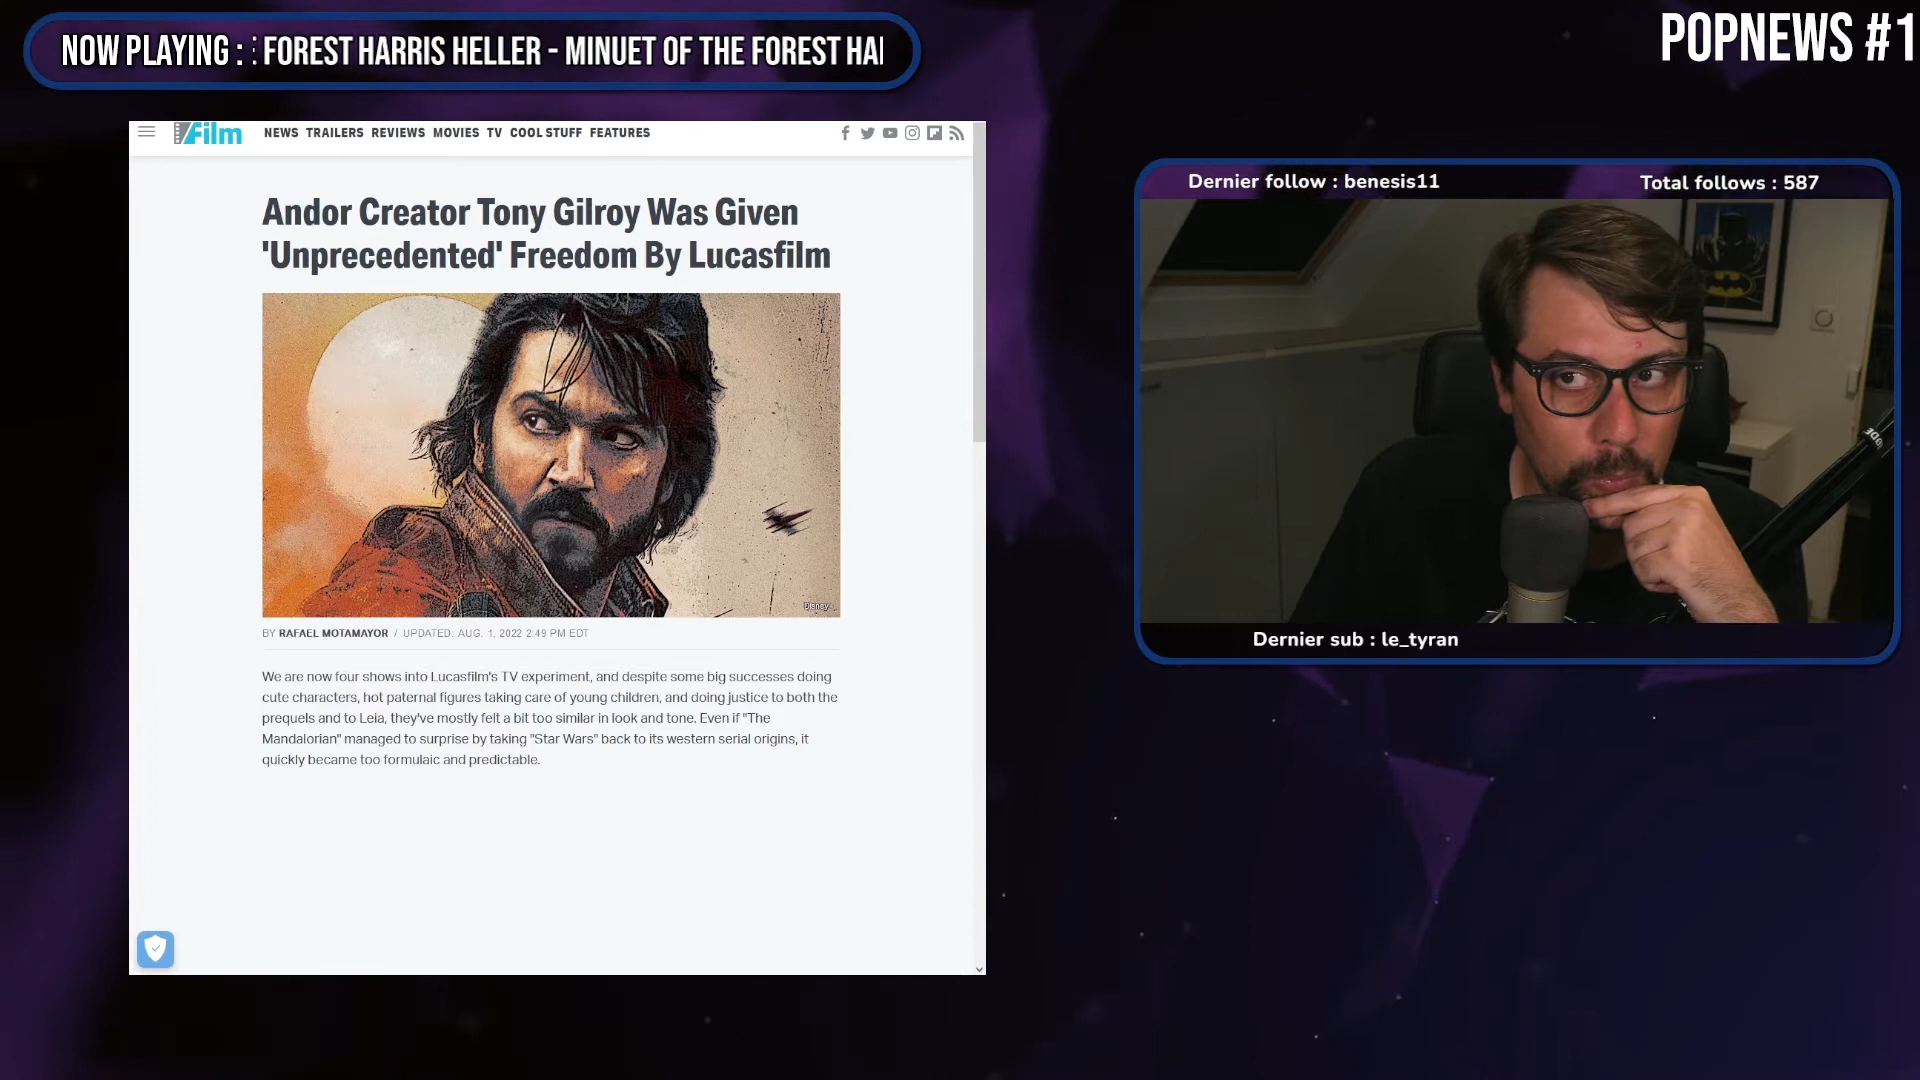 NOW PLAYING : : FOREST HARRIS HELLER - MINUET OF THE FOREST HAI
POPNEWS #1
/Film NEWS TRAILERS REVIEWS MOVIES TV COOL STUFF FEATURES
Andor Creator Tony Gilroy Was Given
'Unprecedented' Freedom By Lucasfilm
Disney+
BY RAFAEL MOTAMAYOR / UPDATED: AUG. 1, 2022 2:49 PM EDT
We are now four shows into Lucasfilm's TV experiment, and despite some big successes doing
cute characters, hot paternal figures taking care of young children, and doing justice to both the
prequels and to Leia, they've mostly felt a bit too similar in look and tone. Even if "The
Mandalorian" managed to surprise by taking "Star Wars" back to its western serial origins, it
quickly became too formulaic and predictable.
Dernier follow : benesis11
Total follows : 587
Dernier sub : le_tyran